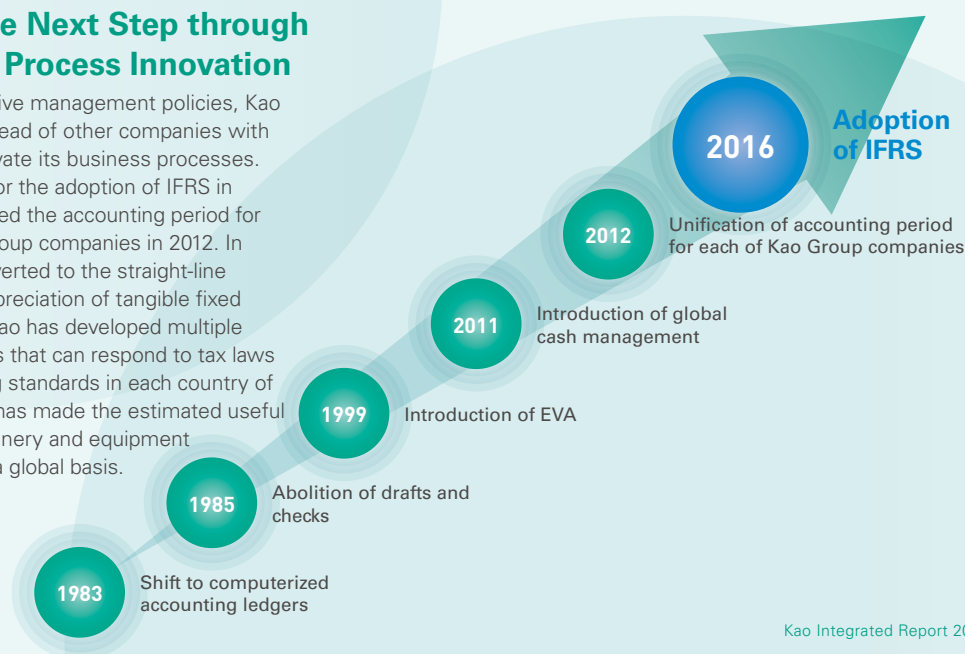 e Next Step through
Process Innovation
ive management policies, Kao
ead of other companies with
vate its business processes.
or the adoption of IFRS in
ed the accounting period for
roup companies in 2012. In
verted to the straight-line
preciation of tangible fixed
ao has developed multiple
s that can respond to tax laws
g standards in each country of
has made the estimated useful
inery and equipment
a global basis.
2016
Adoption
of IFRS
2012
Unification of accounting period
for each of Kao Group companies
2011
Introduction of global
cash management
1999
Introduction of EVA
1985
Abolition of drafts and
checks
1983
Shift to computerized
accounting ledgers
Kao Integrated Report 20